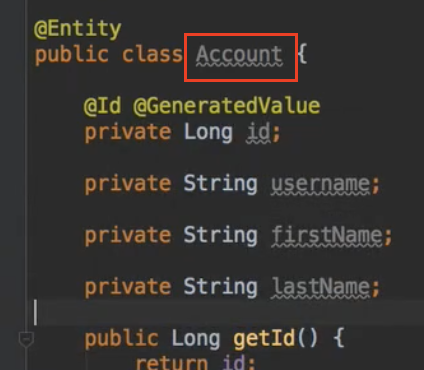 @Entity
public class Account {
@Id @GeneratedValue
private Long id;
private String username;
private String firstName;
private String lastName;
public Long getId() {
return id;